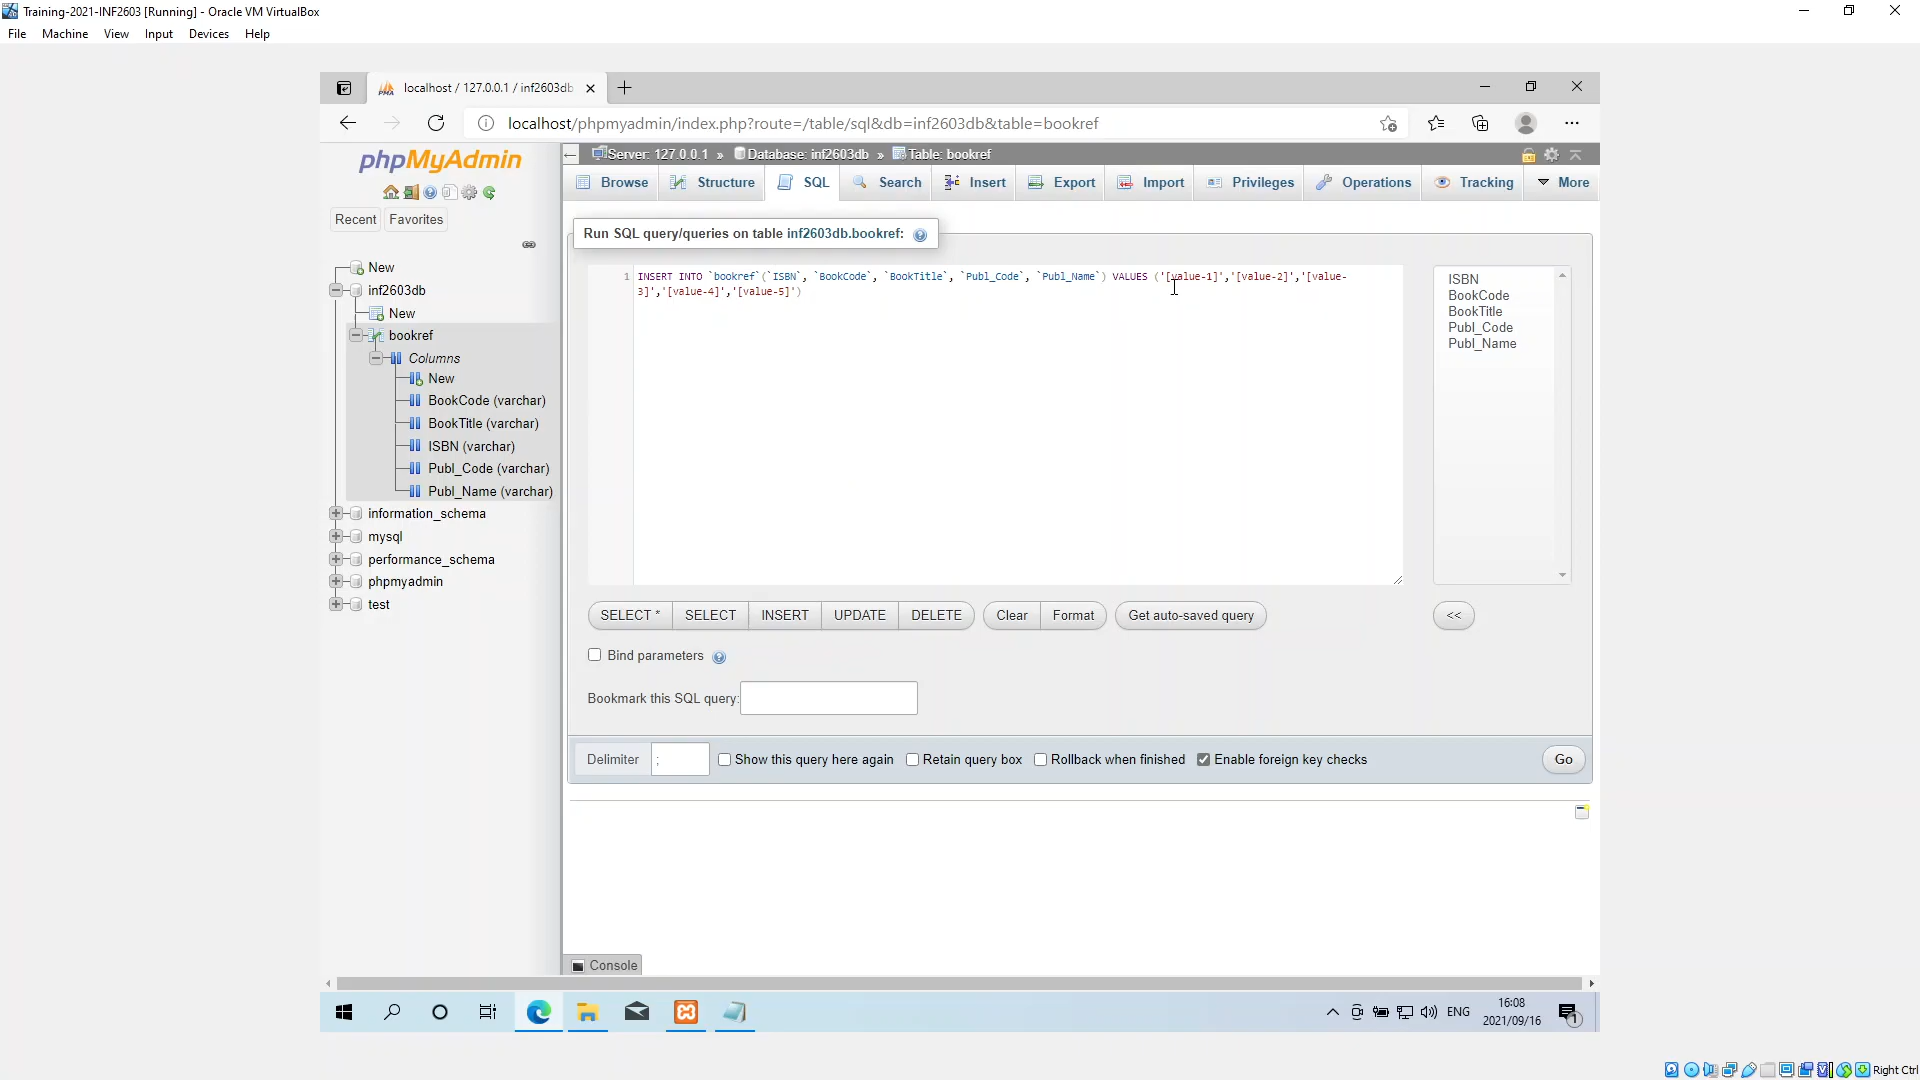 Training-2021-INF2603 [Running] - Oracle VM VirtualBox
File Machine View Input Devices Help
localhost / 127.0.0.1 / inf2603db
localhost/phpmyadmin/index.php?route=/table/sql&db=inf2603db&table=bookref
phpMyAdmin
Recent Favorites
New
inf2603db
New
bookref
Columns
New
BookCode (varchar)
BookTitle (varchar)
ISBN (varchar)
Publ_Code (varchar)
Publ_Name (varchar)
information_schema
mysql
performance_schema
phpmyadmin
test
Server: 127.0.0.1 » Database: inf2603db » Table: bookref
Browse Structure SQL Search Insert Export Import Privileges Operations Tracking More
Run SQL query/queries on table inf2603db.bookref:
1 INSERT INTO `bookref`(`ISBN`, `BookCode`, `BookTitle`, `Publ_Code`, `Publ_Name`) VALUES ('[value-1]','[value-2]','[value-
3]','[value-4]','[value-5]')
ISBN
BookCode
BookTitle
Publ_Code
Publ_Name
SELECT * SELECT INSERT UPDATE DELETE Clear Format Get auto-saved query <<
Bind parameters
Bookmark this SQL query:
Delimiter ; Show this query here again Retain query box Rollback when finished Enable foreign key checks Go
Console
ENG
16:08
2021/09/16
1
Right Ctrl